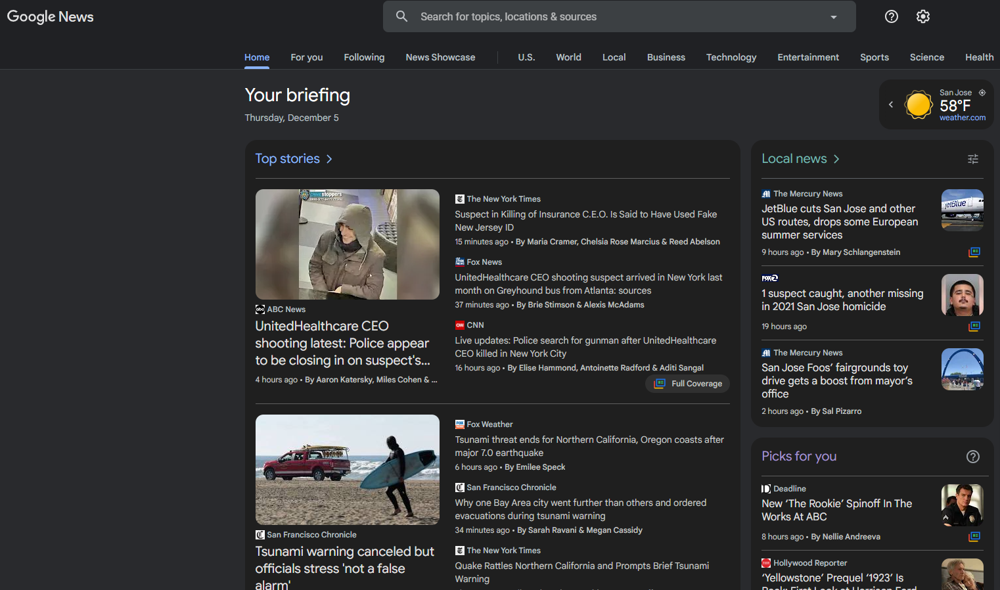 Google News
Search for topics, locations & sources
Home For you Following News Showcase U.S. World Local Business Technology Entertainment Sports Science Health
Your briefing
Thursday, December 5
San Jose
58°F
weather.com
Top stories
ABC News
UnitedHealthcare CEO
shooting latest: Police appear
to be closing in on suspect's...
4 hours ago • By Aaron Katersky, Miles Cohen & ...
The New York Times
Suspect in Killing of Insurance C.E.O. Is Said to Have Used Fake
New Jersey ID
15 minutes ago • By Maria Cramer, Chelsia Rose Marcius & Reed Abelson
Fox News
UnitedHealthcare CEO shooting suspect arrived in New York last
month on Greyhound bus from Atlanta: sources
37 minutes ago • By Brie Stimson & Alexis McAdams
CNN
Live updates: Police search for gunman after UnitedHealthcare
CEO killed in New York City
16 hours ago • By Elise Hammond, Antoinette Radford & Aditi Sangal
Full Coverage
San Francisco Chronicle
Tsunami warning canceled but
officials stress 'not a false
alarm'
Fox Weather
Tsunami threat ends for Northern California, Oregon coasts after
major 7.0 earthquake
6 hours ago • By Emilee Speck
San Francisco Chronicle
Why one Bay Area city went further than others and ordered
evacuations during tsunami warning
34 minutes ago • By Sarah Ravani & Megan Cassidy
The New York Times
Quake Rattles Northern California and Prompts Brief Tsunami
Warning
Local news
The Mercury News
JetBlue cuts San Jose and other
US routes, drops some European
summer services
9 hours ago • By Mary Schlangenstein
jetBlue
FOX 2
1 suspect caught, another missing
in 2021 San Jose homicide
19 hours ago
The Mercury News
San Jose Foos’ fairgrounds toy
drive gets a boost from mayor’s
office
2 hours ago • By Sal Pizarro
Picks for you
Deadline
New ‘The Rookie’ Spinoff In The
Works At ABC
8 hours ago • By Nellie Andreeva
Hollywood Reporter
‘Yellowstone’ Prequel ‘1923’ Is
Back: First Look at Harrison Ford